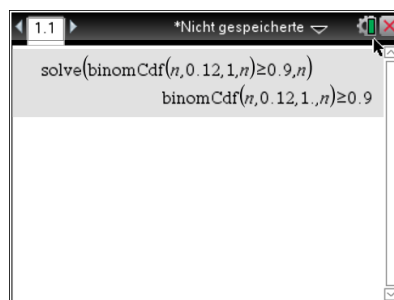 1.1
*Nicht gespeicherte
solve(binomCdf(n,0.12,1,n)≥0.9,n)
binomCdf(n,0.12,1.,n)≥0.9